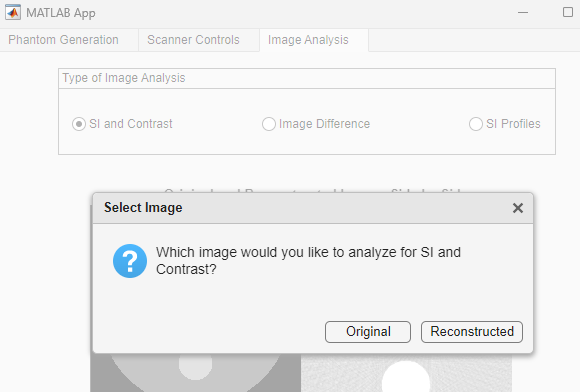 MATLAB App
Phantom Generation Scanner Controls Image Analysis
Type of Image Analysis
SI and Contrast Image Difference SI Profiles
Select Image
Which image would you like to analyze for SI and
Contrast?
Original Reconstructed